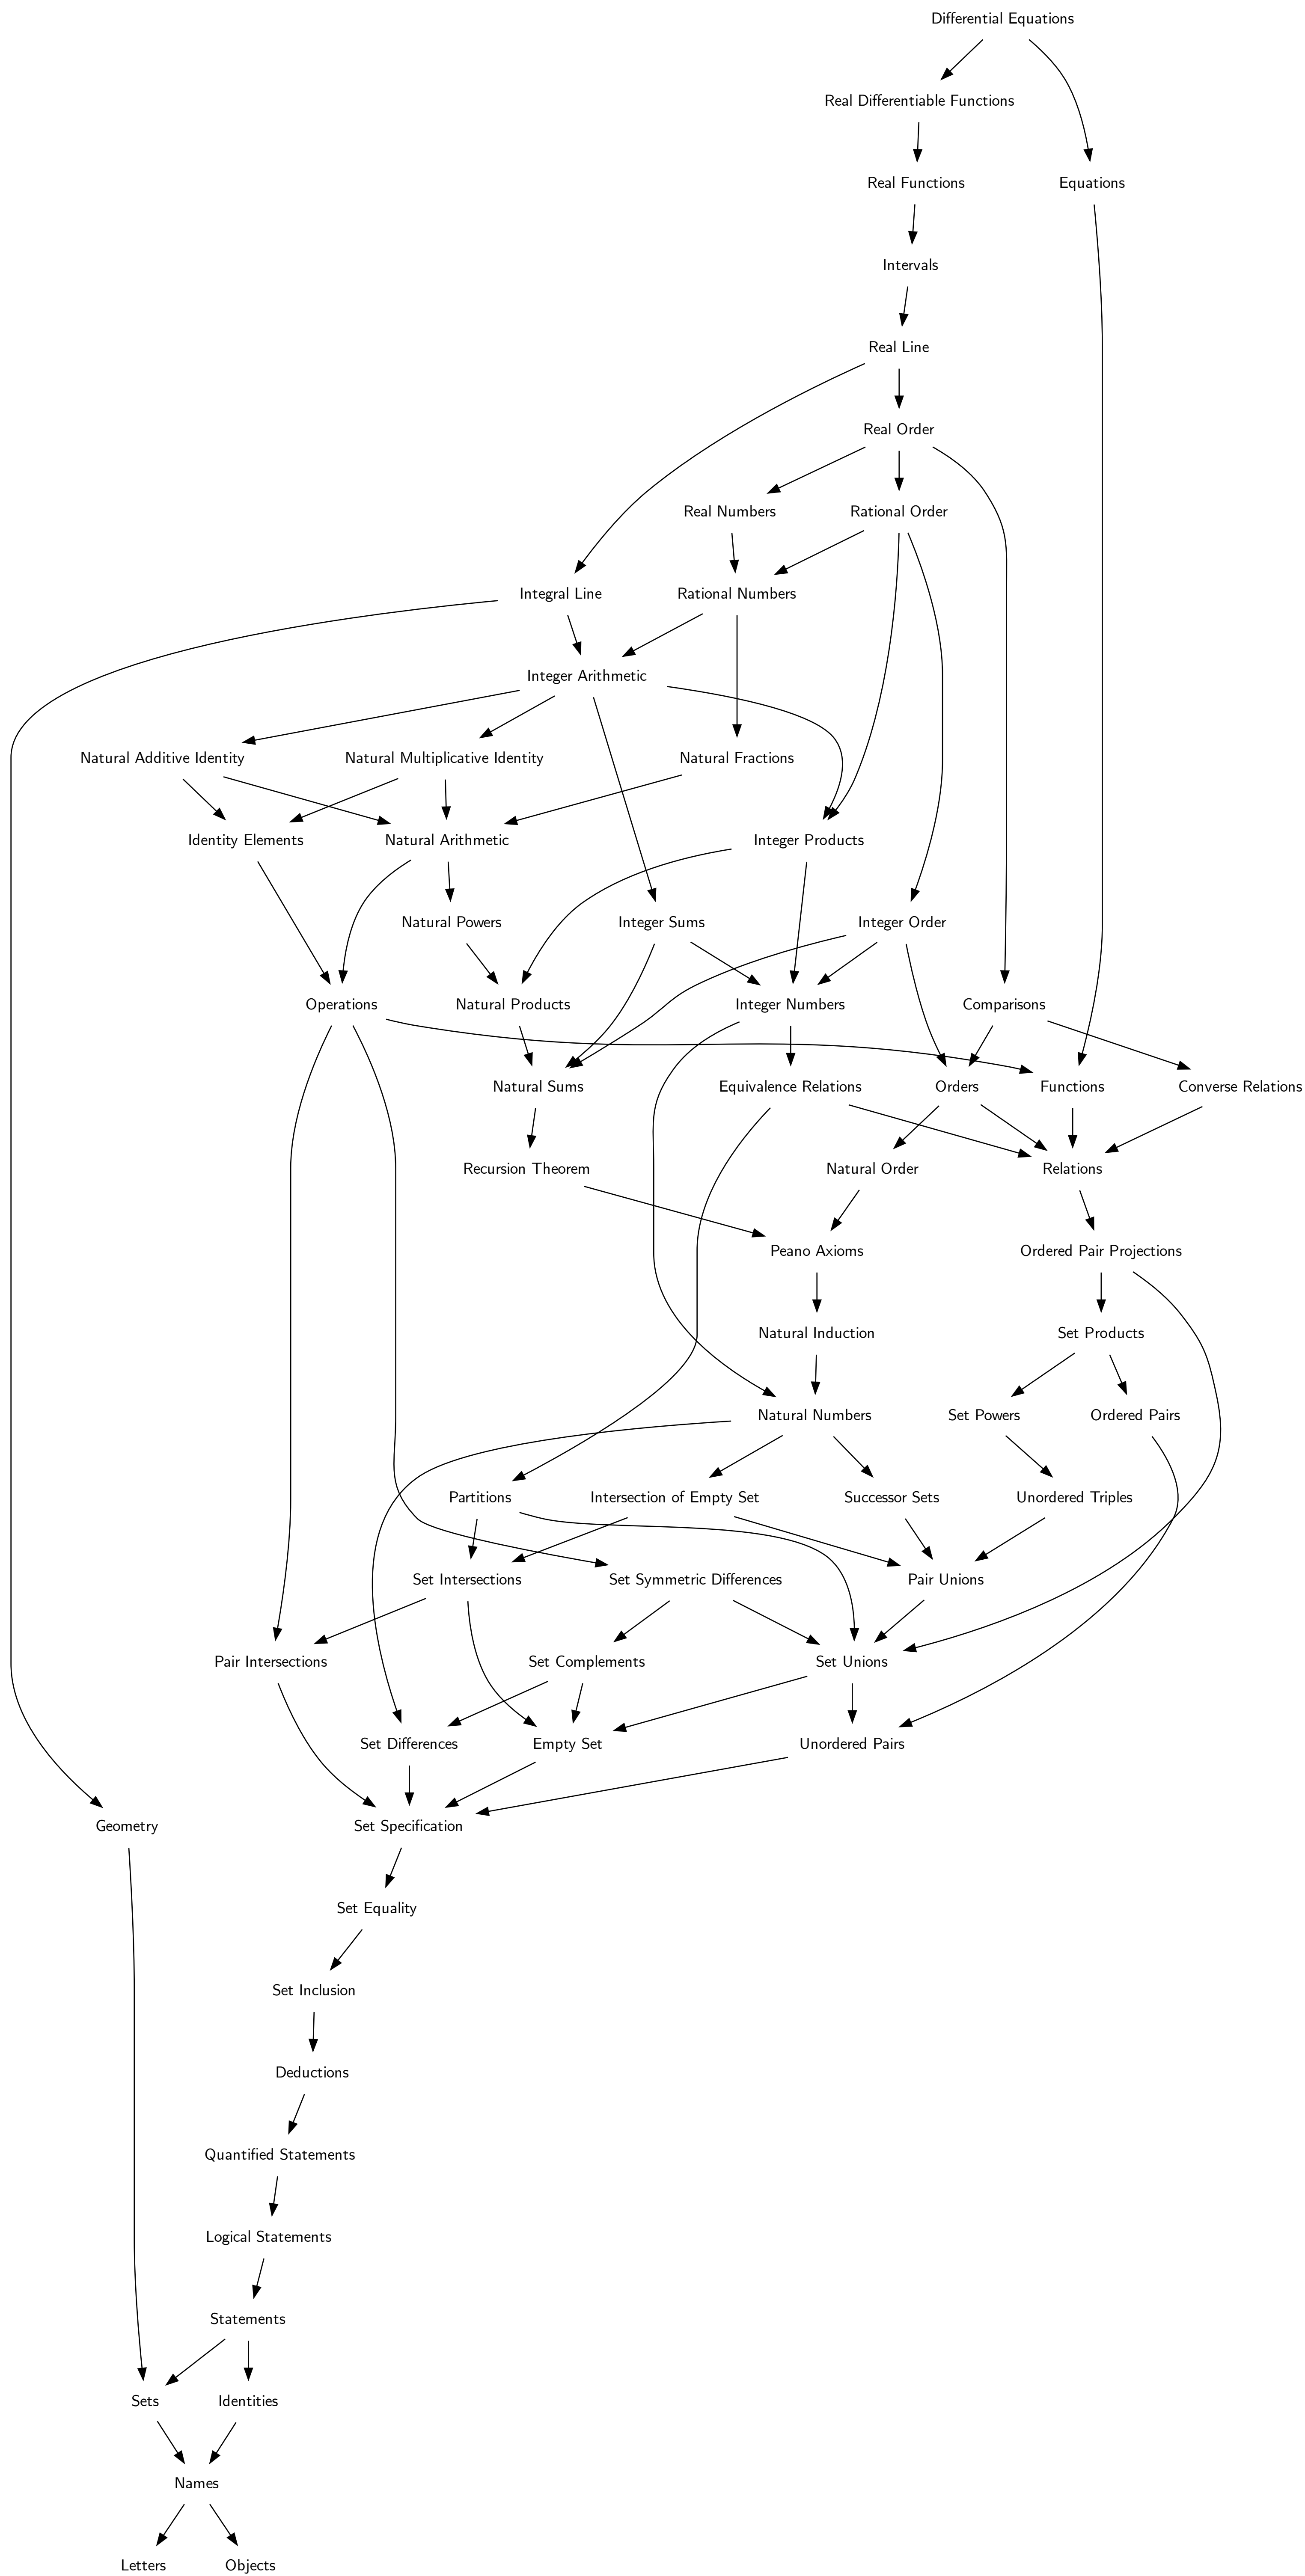 Differential Equations
Real Differentiable Functions
Real Functions
Equations
Intervals
Real Line
Real Order
Real Numbers
Rational Order
Integral Line
Rational Numbers
Integer Arithmetic
Natural Additive Identity
Natural Multiplicative Identity
Natural Fractions
Identity Elements
Natural Arithmetic
Integer Products
Natural Powers
Integer Sums
Integer Order
Operations
Natural Products
Integer Numbers
Comparisons
Natural Sums
Equivalence Relations
Orders
Functions
Converse Relations
Recursion Theorem
Natural Order
Relations
Peano Axioms
Ordered Pair Projections
Natural Induction
Set Products
Natural Numbers
Set Powers
Ordered Pairs
Partitions
Intersection of Empty Set
Successor Sets
Unordered Triples
Set Intersections
Set Symmetric Differences
Pair Unions
Pair Intersections
Set Complements
Set Unions
Set Differences
Empty Set
Unordered Pairs
Geometry
Set Specification
Set Equality
Set Inclusion
Deductions
Quantified Statements
Logical Statements
Statements
Sets
Identities
Names
Letters
Objects